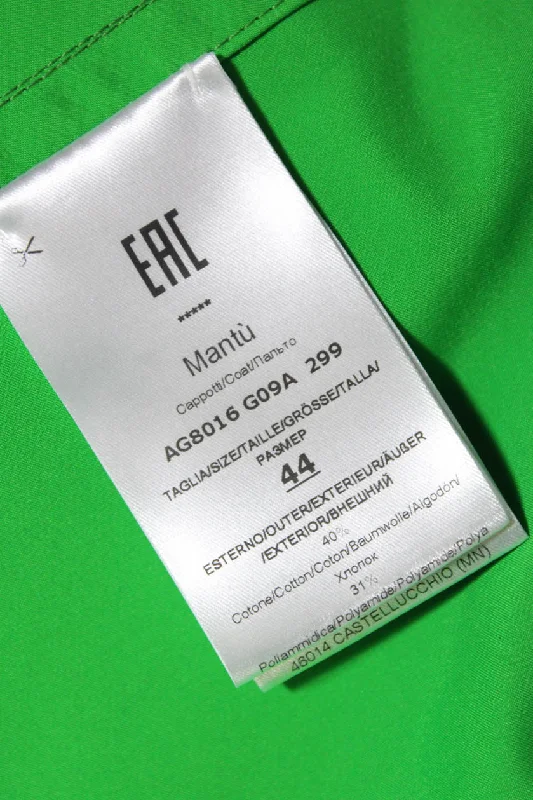 EAC
*****
Mantù
Cappotti/Coat/Пальто
AG8016 G09A 299
TAGLIA/SIZE/TAILLE/GRÖSSE/TALLA/
РАЗМЕР
44
ESTERNO/OUTER/EXTERIEUR/ÄUßER
/EXTERIOR/ВНЕШНИЙ
40%
Cotone/Cotton/Coton/Baumwolle/Algodón/
Хлопок
31%
Poliammidica/Polyamide/Polyamide/Polya
46014 CASTELLUCCHIO (MN)